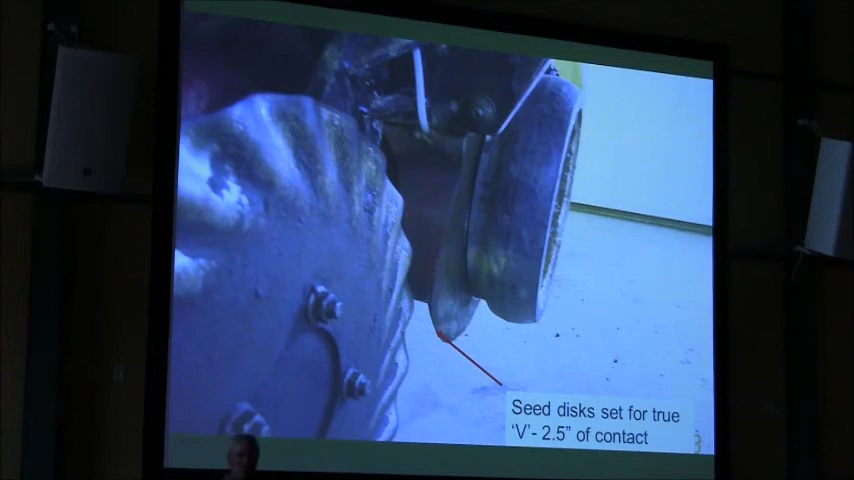 Seed disks set for true
‘V’- 2.5” of contact